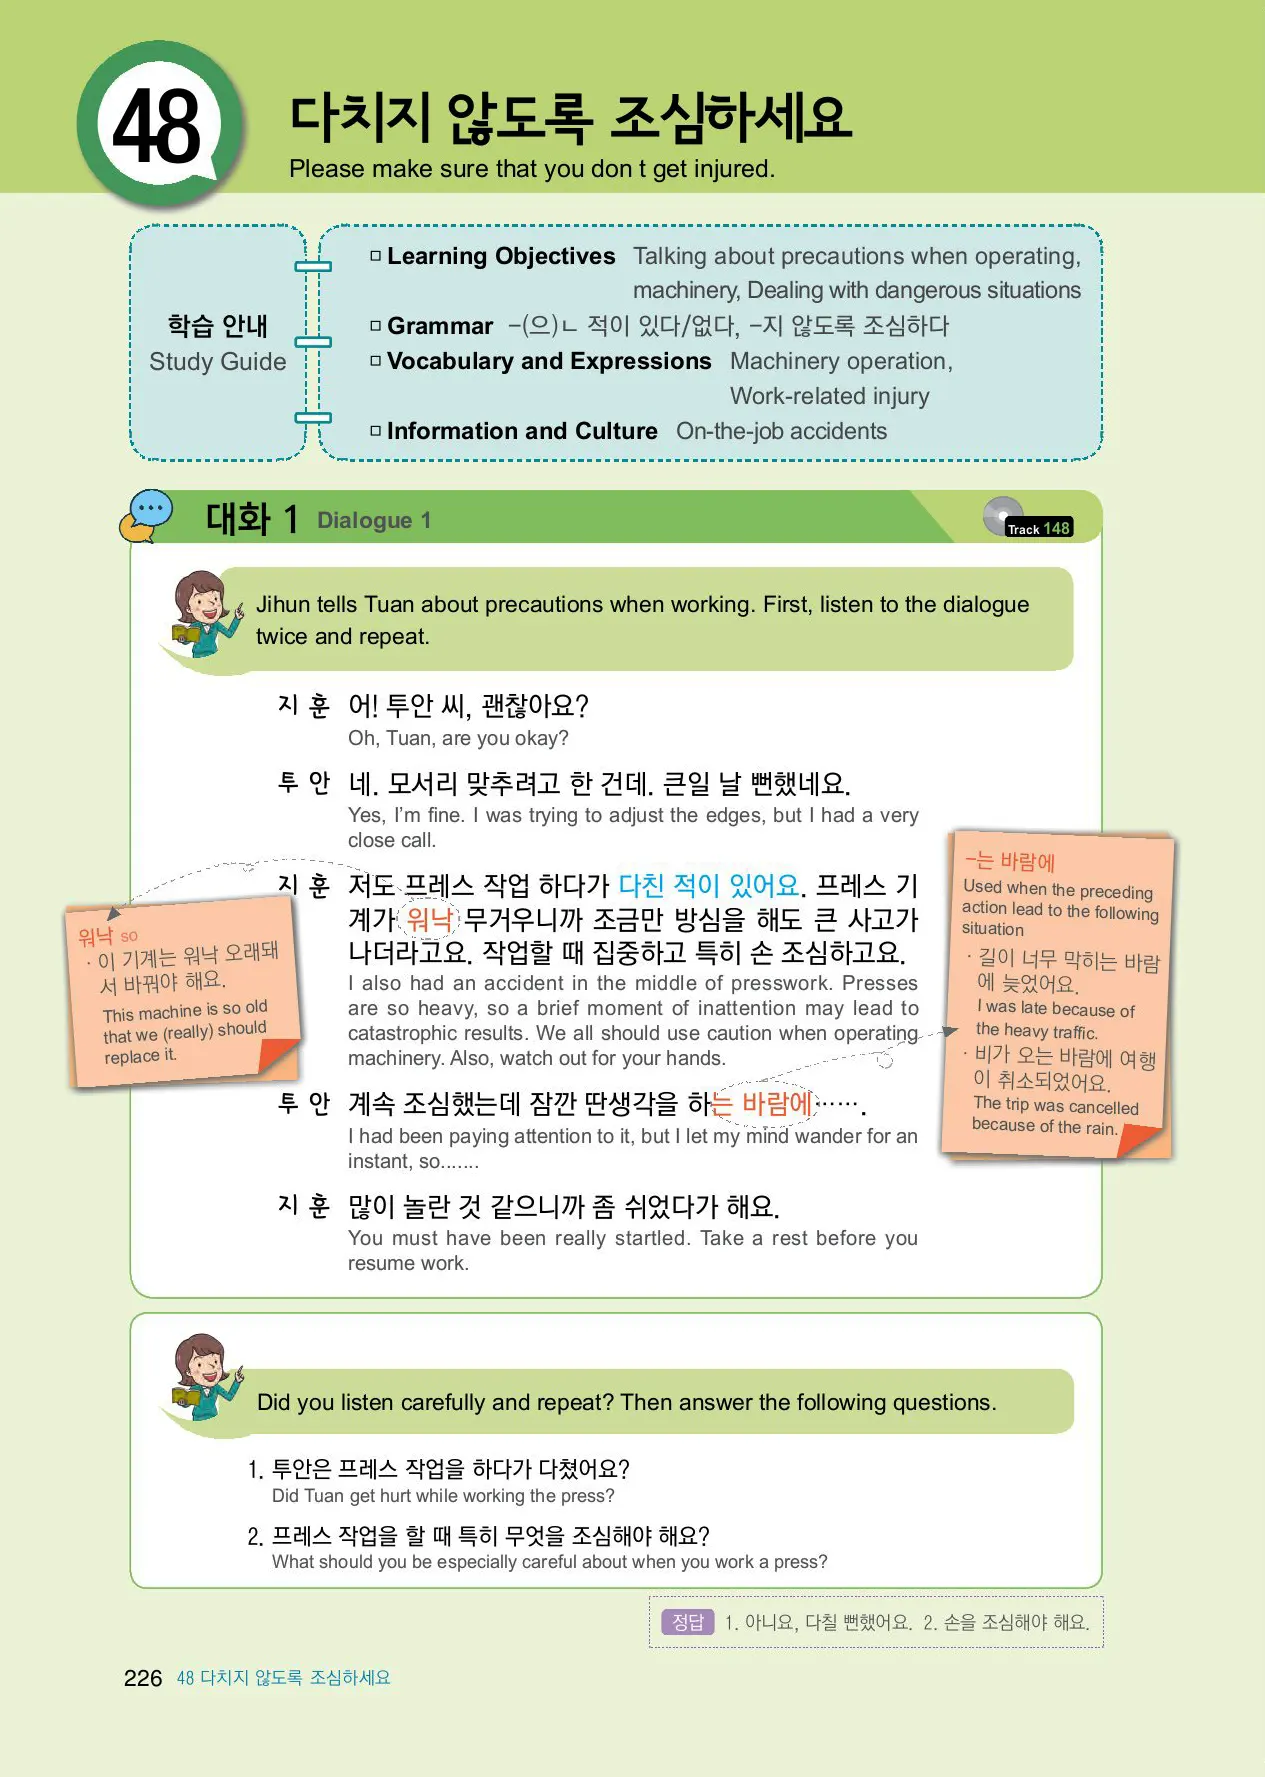 48
다치지 않도록 조심하세요
Please make sure that you don t get injured.
학습 안내
Study Guide
□ Learning Objectives Talking about precautions when operating,
machinery, Dealing with dangerous situations
□ Grammar -(으)ㄴ 적이 있다/없다, -지 않도록 조심하다
□ Vocabulary and Expressions Machinery operation,
Work-related injury
□ Information and Culture On-the-job accidents
대화 1 Dialogue 1
Track 148
Jihun tells Tuan about precautions when working. First, listen to the dialogue
twice and repeat.
지 훈 어! 투안 씨, 괜찮아요?
Oh, Tuan, are you okay?
투 안 네. 모서리 맞추려고 한 건데. 큰일 날 뻔했네요.
Yes, I'm fine. I was trying to adjust the edges, but I had a very
close call.
지 훈 저도 프레스 작업 하다가 다친 적이 있어요. 프레스 기
계가 워낙 무거우니까 조금만 방심을 해도 큰 사고가
나더라고요. 작업할 때 집중하고 특히 손 조심하고요.
I also had an accident in the middle of presswork. Presses
are so heavy, so a brief moment of inattention may lead to
catastrophic results. We all should use caution when operating
machinery. Also, watch out for your hands.
투 안 계속 조심했는데 잠깐 딴생각을 하는 바람에…….
I had been paying attention to it, but I let my mind wander for an
instant, so.......
지 훈 많이 놀란 것 같으니까 좀 쉬었다가 해요.
You must have been really startled. Take a rest before you
resume work.
워낙 so
· 이 기계는 워낙 오래돼
서 바꿔야 해요.
This machine is so old
that we (really) should
replace it.
-는 바람에
Used when the preceding
action lead to the following
situation
· 길이 너무 막히는 바람
에 늦었어요.
I was late because of
the heavy traffic.
· 비가 오는 바람에 여행
이 취소되었어요.
The trip was cancelled
because of the rain.
Did you listen carefully and repeat? Then answer the following questions.
1. 투안은 프레스 작업을 하다가 다쳤어요?
Did Tuan get hurt while working the press?
2. 프레스 작업을 할 때 특히 무엇을 조심해야 해요?
What should you be especially careful about when you work a press?
정답 1. 아니요, 다칠 뻔했어요. 2. 손을 조심해야 해요.
226 48 다치지 않도록 조심하세요